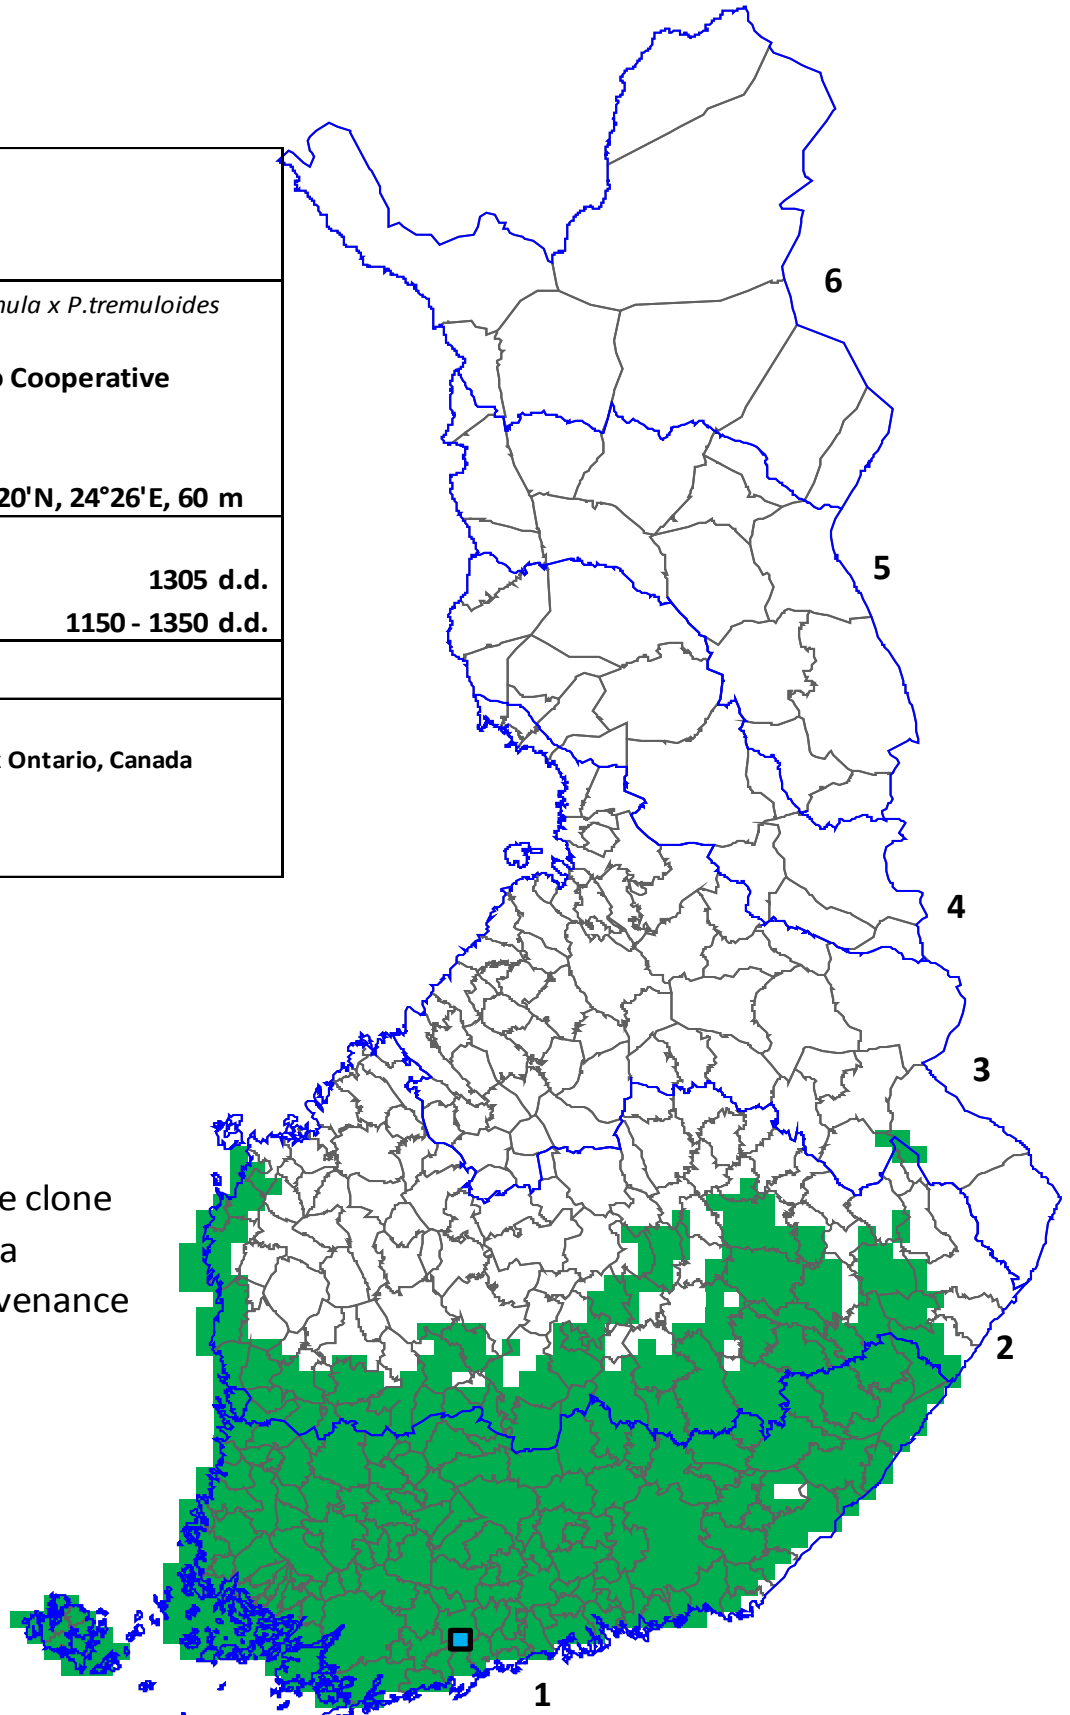 nula x P.tremuloides
o Cooperative
20'N, 24°26'E, 60 m
1305 d.d.
1150 - 1350 d.d.
x Ontario, Canada
e clone
a
venance
6
5
4
3
2
1